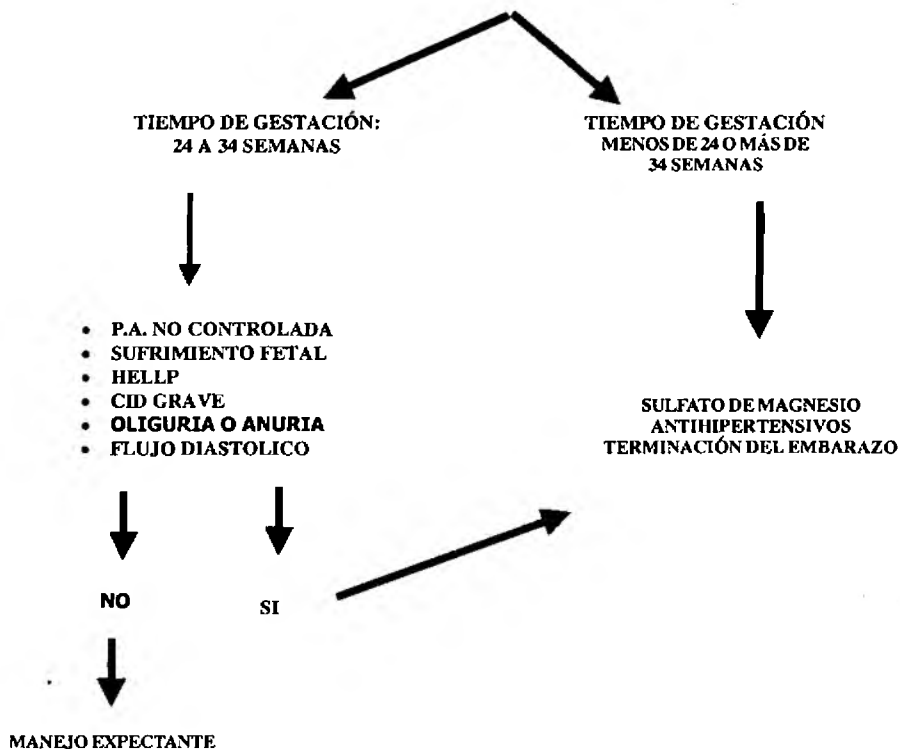 TIEMPO DE GESTACIÓN:
24 A 34 SEMANAS
TIEMPO DE GESTACIÓN
MENOS DE 24 O MÁS DE
34 SEMANAS
• P.A. NO CONTROLADA
• SUFRIMIENTO FETAL
• HELLP
• CID GRAVE
• OLIGURIA O ANURIA
• FLUJO DIASTOLICO
SULFATO DE MAGNESIO
ANTIHIPERTENSIVOS
TERMINACIÓN DEL EMBARAZO
NO
SI
MANEJO EXPECTANTE